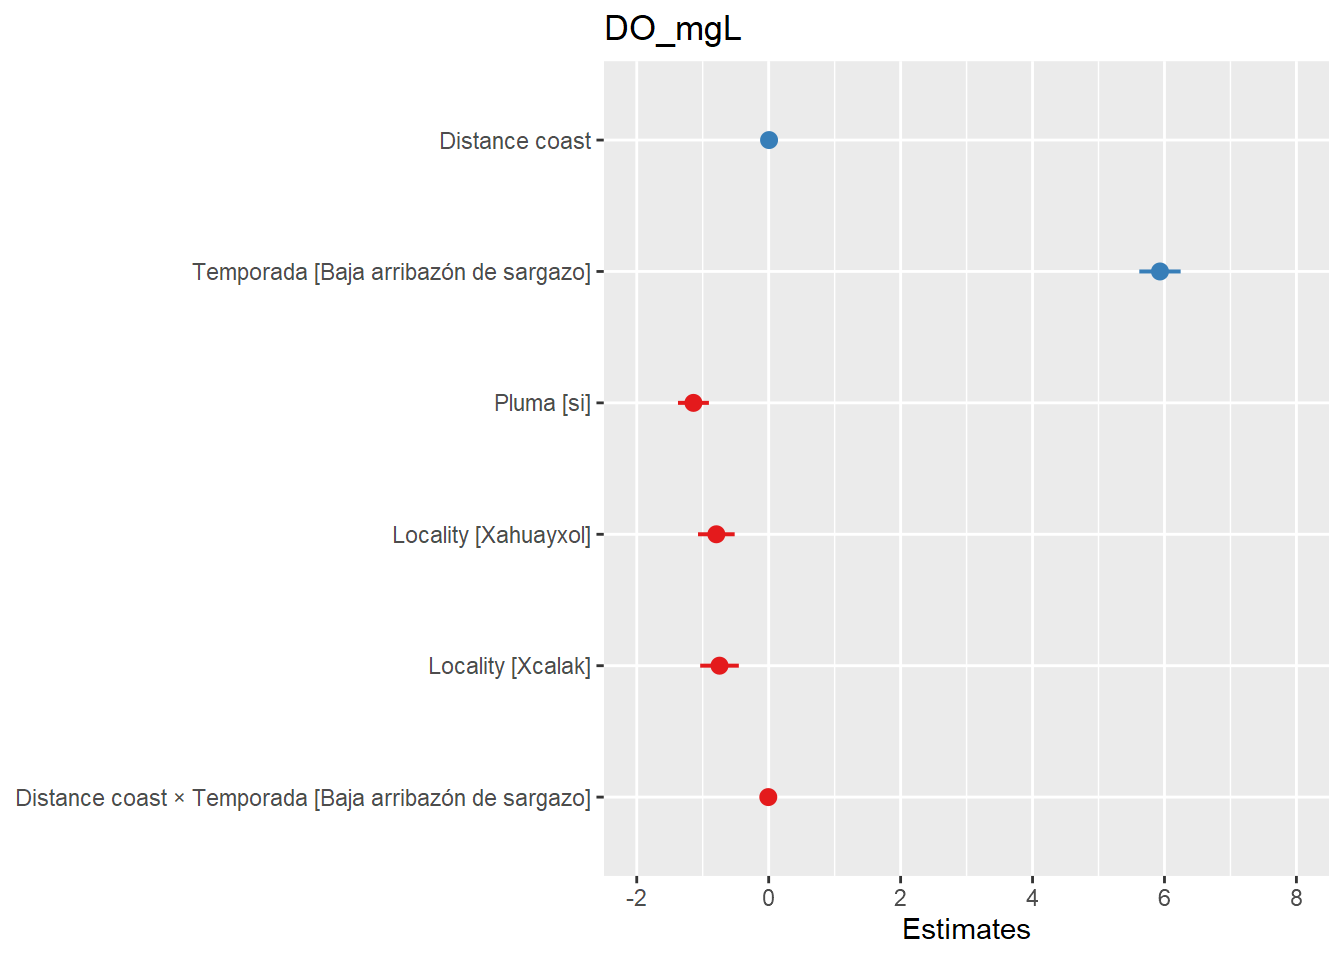 DO_mgL
Distance coast
Temporada [Baja arribazón de sargazo]
Pluma [si]
Locality [Xahuayxol]
Locality [Xcalak]
Distance coast × Temporada [Baja arribazón de sargazo]
-2 0 2 4 6 8
Estimates